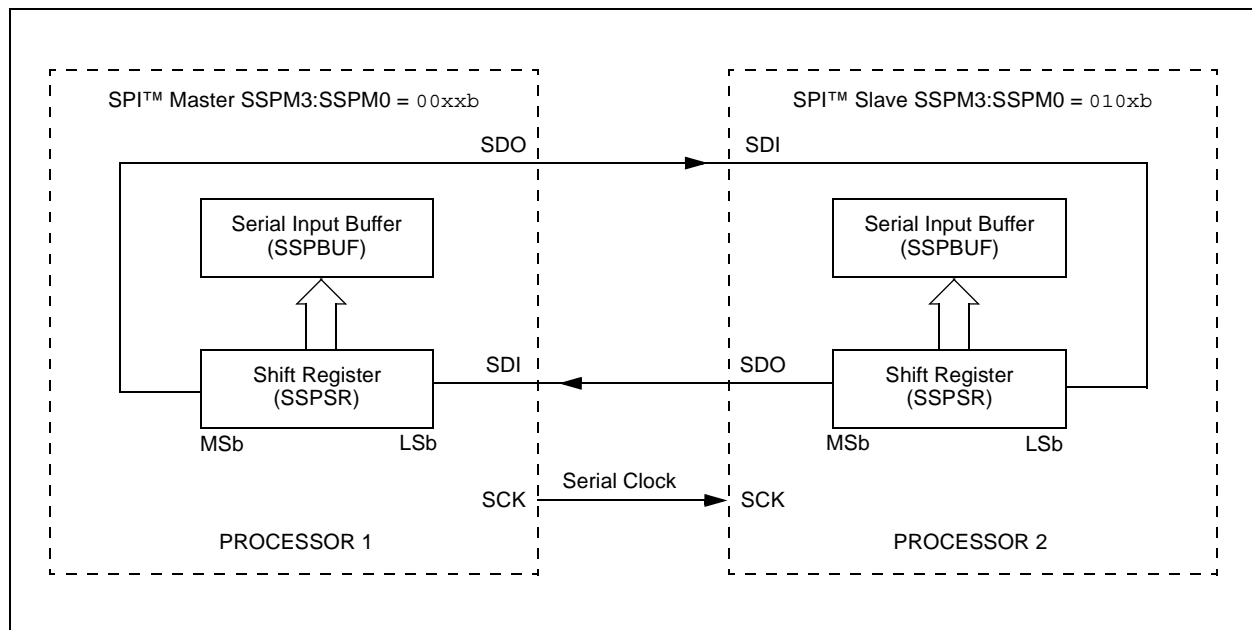 SPI™ Master SSPM3:SSPM0 = 00xxb
SPI™ Slave SSPM3:SSPM0 = 010xb
SDO
SDI
Serial Input Buffer
(SSPBUF)
Serial Input Buffer
(SSPBUF)
SDI
SDO
Shift Register
(SSPSR)
Shift Register
(SSPSR)
MSb
LSb
MSb
LSb
Serial Clock
SCK
SCK
PROCESSOR 1
PROCESSOR 2